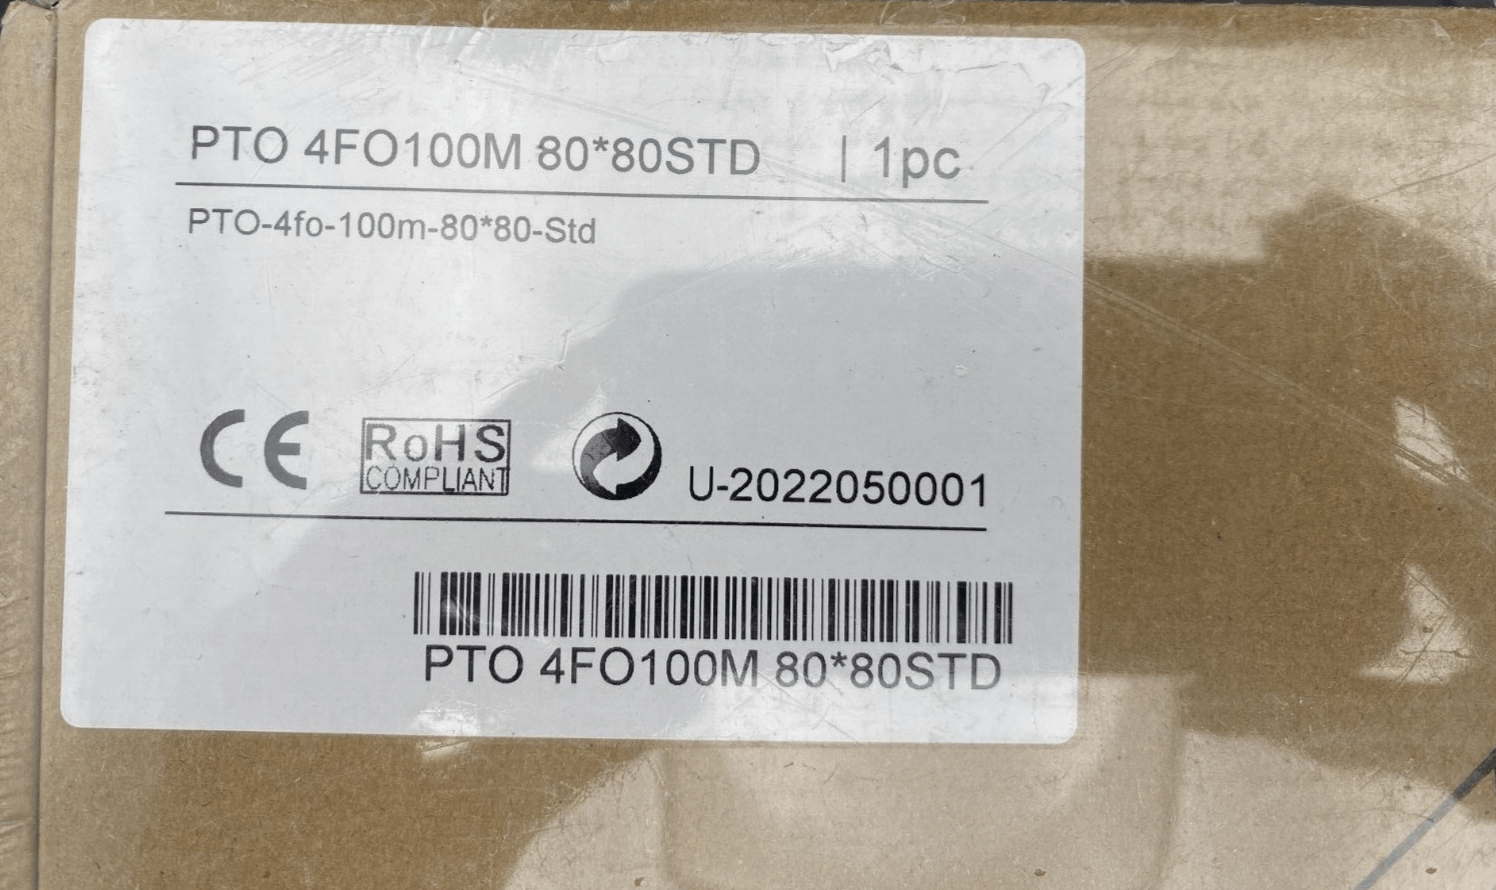 PTO 4FO100M 80*80STD | 1pc
PTO-4fo-100m-80*80-Std
CE
RoHS
COMPLIANT
U-2022050001
PTO 4FO100M 80*80STD